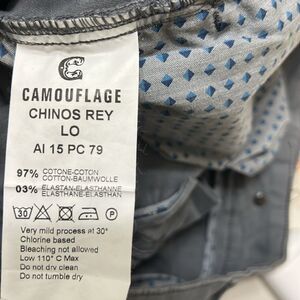 C
CAMOUFLAGE
CHINOS REY
LO
AI 15 PC 79
97% COTONE-COTON
COTTON-BAUMWOLLE
03% ELASTAN-ELASTHANNE
ELASTHANE-ELASTHAN
30 P
Very mild process at 30°
Chlorine based
Bleaching not allowed
Low 110° C Max
Do not dry clean
Do not tumble dry